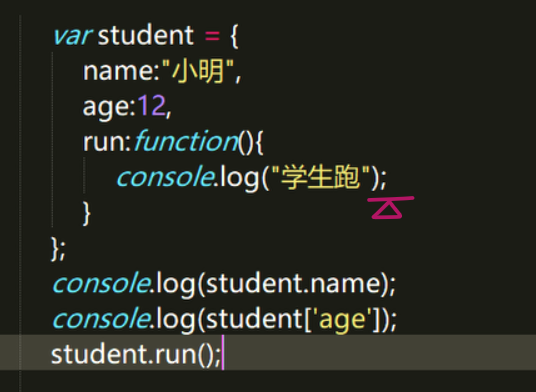 var student = {
name:"小明",
age:12,
run:function(){
console.log("学生跑");
}
};
console.log(student.name);
console.log(student['age']);
student.run();